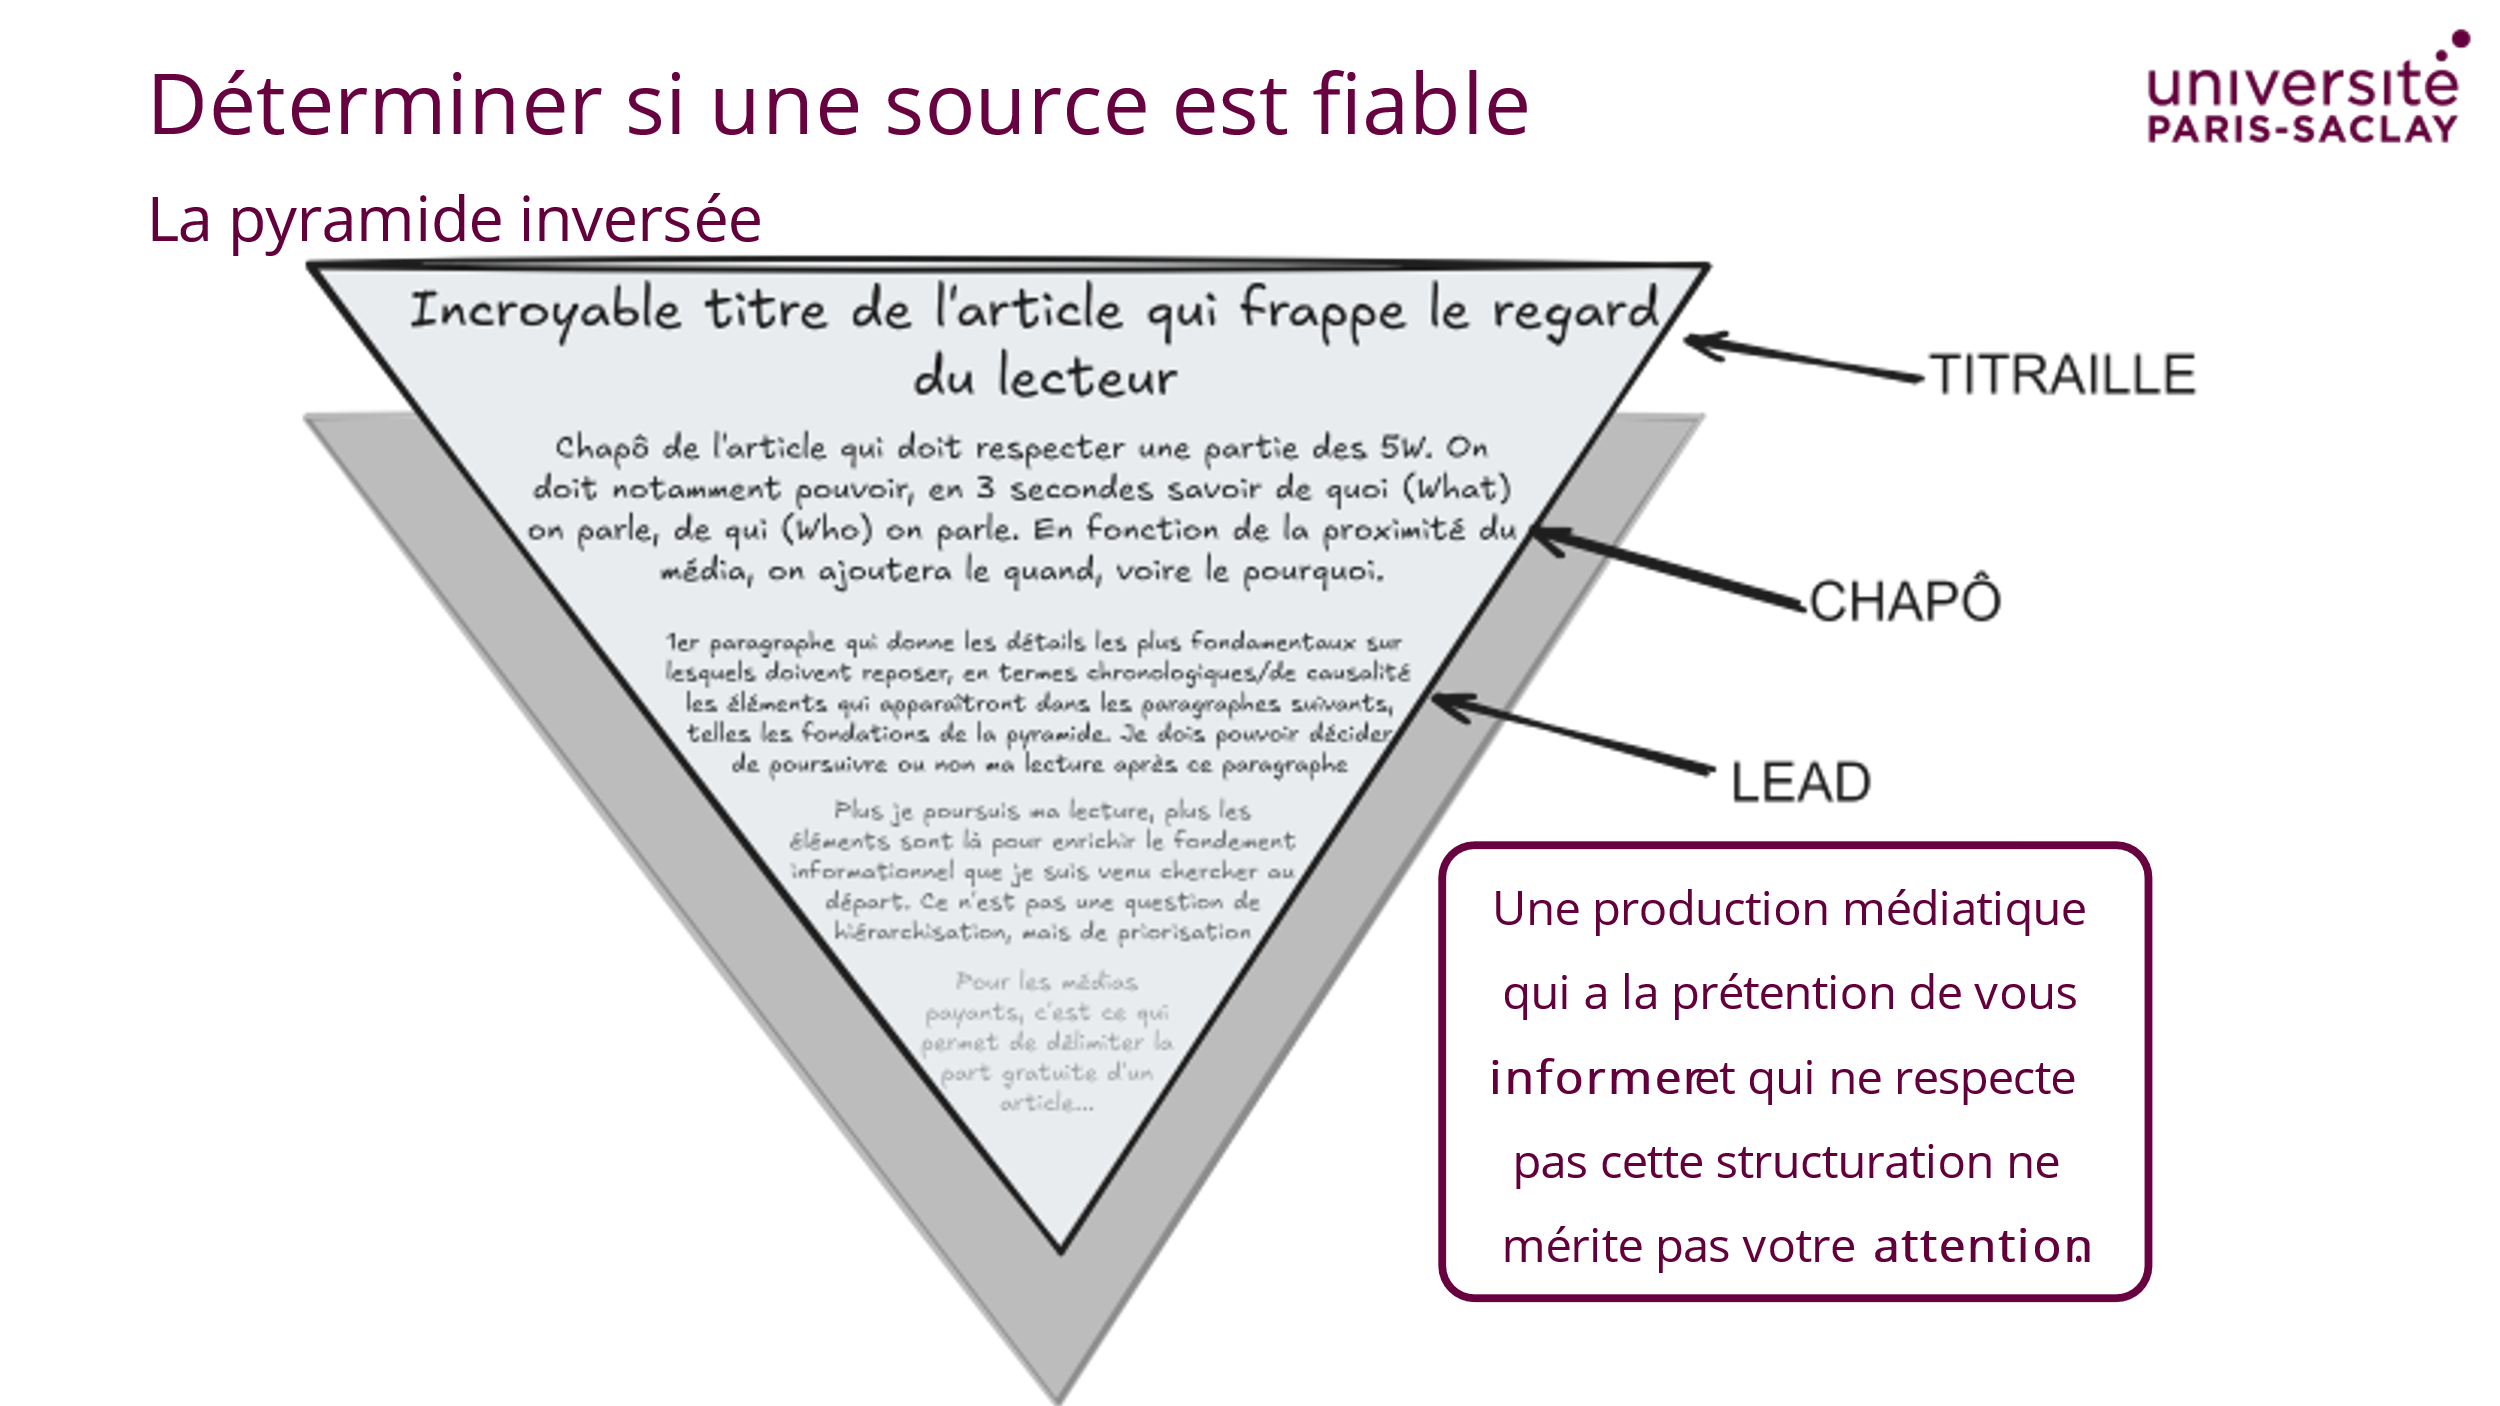 Déterminer si une source est fiable
université
PARIS-SACLAY
La pyramide inversée
Incroyable titre de l'article qui frappe le regard
du lecteur
TITRAILLE
Chapô de l'article qui doit respecter une partie des 5W. On
doit notamment pouvoir, en 3 secondes savoir de quoi (What)
on parle, de qui (Who) on parle. En fonction de la proximité du
média, on ajoutera le quand, voire le pourquoi.
CHAPÔ
1er paragraphe qui donne les détails les plus fondamentaux sur
lesquels doivent reposer, en termes chronologiques/de causalité
les éléments qui apparaîtront dans les paragraphes suivants,
telles les fondations de la pyramide. Je dois pouvoir décider
de poursuivre ou non ma lecture après ce paragraphe
LEAD
Plus je poursuis ma lecture, plus les
éléments sont là pour enrichir le fondement
informationnel que je suis venu chercher au
départ. Ce n'est pas une question de
hiérarchisation, mais de priorisation
Pour les médias
payants, c'est ce qui
permet de délimiter la
part gratuite d'un
article...
Une production médiatique
qui a la prétention de vous
informer et qui ne respecte
pas cette structuration ne
mérite pas votre attention.